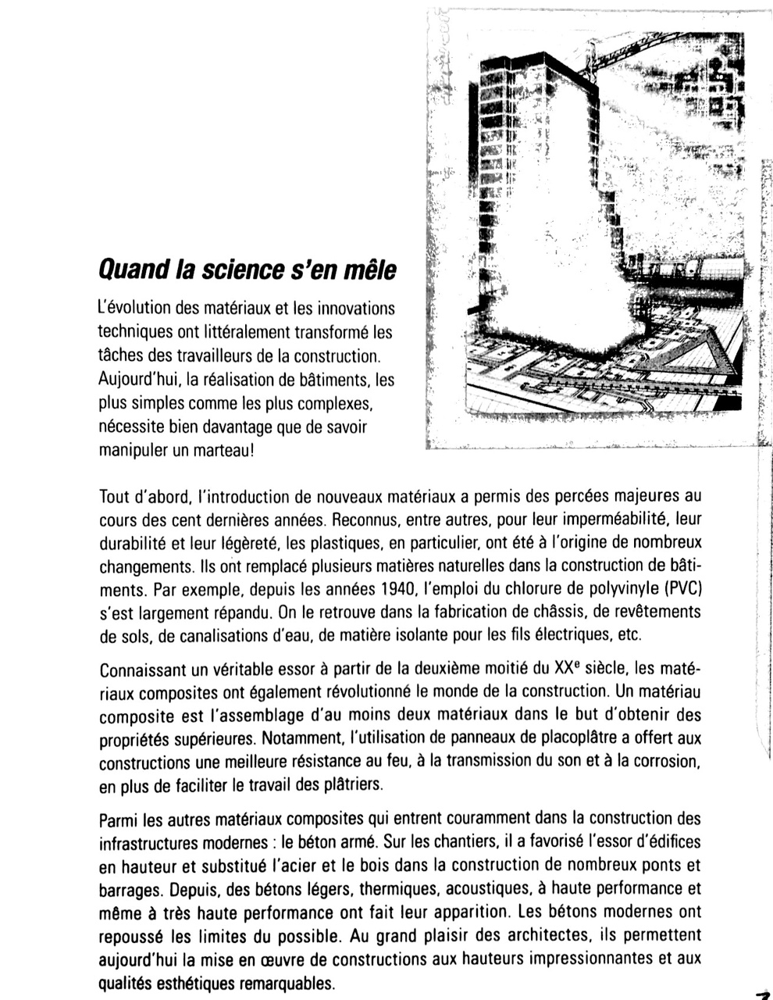 Quand la science s'en mêle
L'évolution des matériaux et les innovations
techniques ont littéralement transformé les
tâches des travailleurs de la construction.
Aujourd'hui, la réalisation de bâtiments, les
plus simples comme les plus complexes,
nécessite bien davantage que de savoir
manipuler un marteau!
Tout d'abord, l'introduction de nouveaux matériaux a permis des percées majeures au
cours des cent dernières années. Reconnus, entre autres, pour leur imperméabilité, leur
durabilité et leur légèreté, les plastiques, en particulier, ont été à l'origine de nombreux
changements. Ils ont remplacé plusieurs matières naturelles dans la construction de bâti-
ments. Par exemple, depuis les années 1940, l'emploi du chlorure de polyvinyle (PVC)
s'est largement répandu. On le retrouve dans la fabrication de châssis, de revêtements
de sols, de canalisations d'eau, de matière isolante pour les fils électriques, etc.
Connaissant un véritable essor à partir de la deuxième moitié du XXe siècle, les maté-
riaux composites ont également révolutionné le monde de la construction. Un matériau
composite est l'assemblage d'au moins deux matériaux dans le but d'obtenir des
propriétés supérieures. Notamment, l'utilisation de panneaux de placoplâtre a offert aux
constructions une meilleure résistance au feu, à la transmission du son et à la corrosion,
en plus de faciliter le travail des plâtriers.
Parmi les autres matériaux composites qui entrent couramment dans la construction des
infrastructures modernes : le béton armé. Sur les chantiers, il a favorisé l'essor d'édifices
en hauteur et substitué l'acier et le bois dans la construction de nombreux ponts et
barrages. Depuis, des bétons légers, thermiques, acoustiques, à haute performance et
même à très haute performance ont fait leur apparition. Les bétons modernes ont
repoussé les limites du possible. Au grand plaisir des architectes, ils permettent
aujourd'hui la mise en œuvre de constructions aux hauteurs impressionnantes et aux
qualités esthétiques remarquables.